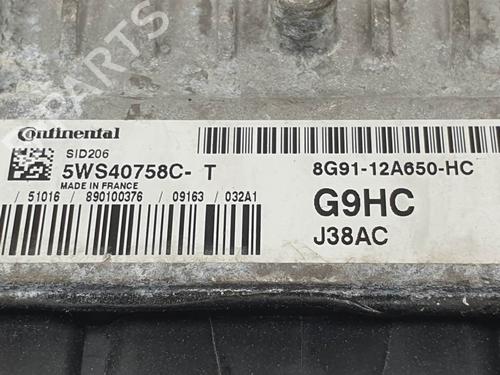 Continental
SID206
5WS40758C- T
MADE IN FRANCE
/ 51016 / 890100376 / 09163 / 032A1
8G91-12A650-HC
G9HC
J38AC
PARTS